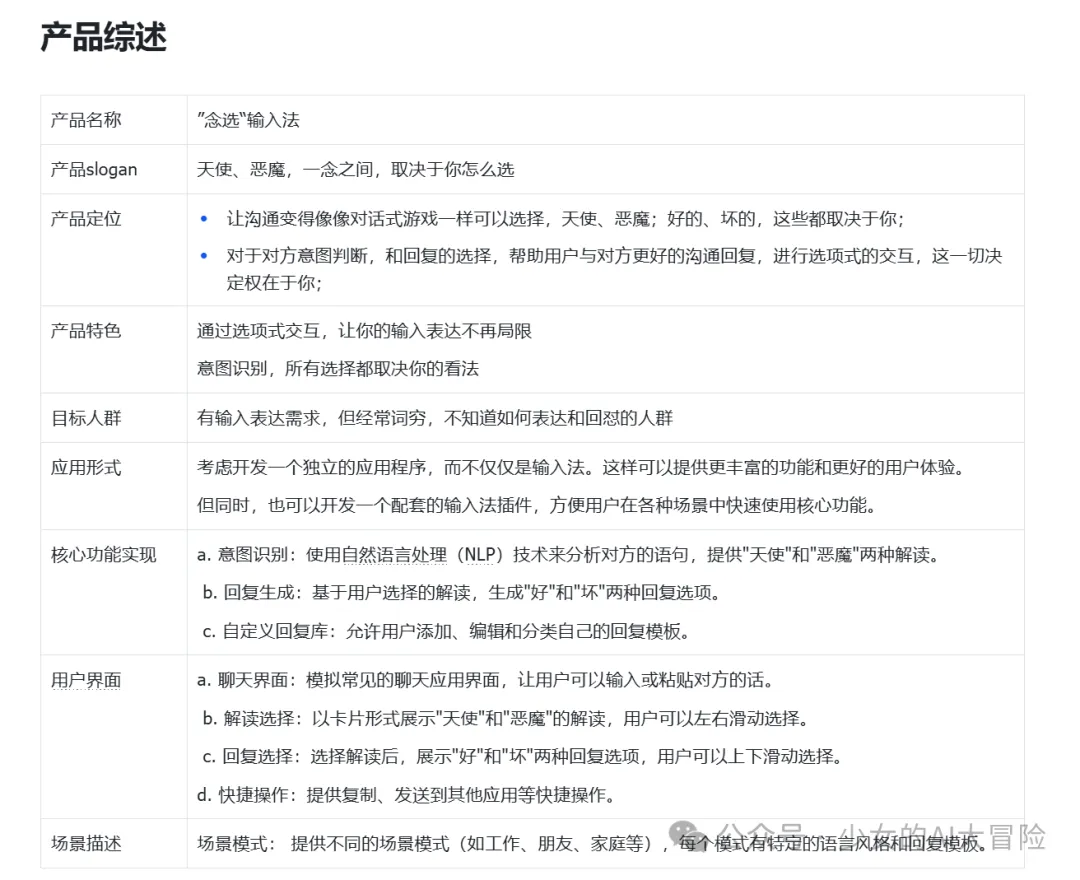 产品综述
产品名称
”念选“输入法
产品slogan
天使、恶魔，一念之间，取决于你怎么选
产品定位
• 让沟通变得像像对话式游戏一样可以选择，天使、恶魔；好的、坏的，这些都取决于你；
• 对于对方意图判断，和回复的选择，帮助用户与对方更好的沟通回复，进行选项式的交互，这一切决
定权在于你；
产品特色
通过选项式交互，让你的输入表达不再局限
意图识别，所有选择都取决你的看法
目标人群
有输入表达需求，但经常词穷，不知道如何表达和回怼的人群
应用形式
考虑开发一个独立的应用程序，而不仅仅是输入法。这样可以提供更丰富的功能和更好的用户体验。
但同时，也可以开发一个配套的输入法插件，方便用户在各种场景中快速使用核心功能。
核心功能实现
a. 意图识别：使用自然语言处理（NLP）技术来分析对方的语句，提供"天使"和"恶魔"两种解读。
b. 回复生成：基于用户选择的解读，生成"好"和"坏"两种回复选项。
c. 自定义回复库：允许用户添加、编辑和分类自己的回复模板。
用户界面
a. 聊天界面：模拟常见的聊天应用界面，让用户可以输入或粘贴对方的话。
b. 解读选择：以卡片形式展示"天使"和"恶魔"的解读，用户可以左右滑动选择。
c. 回复选择：选择解读后，展示"好"和"坏"两种回复选项，用户可以上下滑动选择。
d. 快捷操作：提供复制、发送到其他应用等快捷操作。
场景描述
场景模式： 提供不同的场景模式（如工作、朋友、家庭等），每个模式有特定的语言风格和回复模板。
公众号 · 少女的AI大冒险